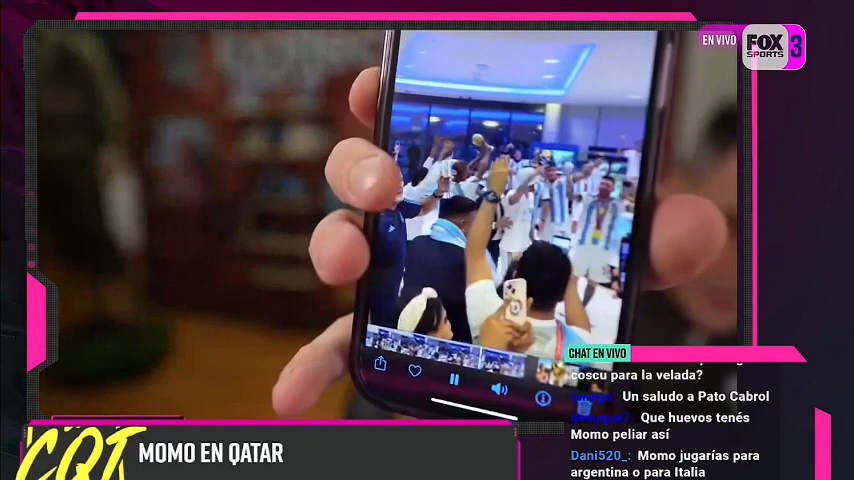 EN VIVO
FOX
SPORTS
3
CHAT EN VIVO
coscu para la velada?
Un saludo a Pato Cabrol
Que huevos tenés
Momo peliar así
Dani520_: Momo jugarías para
argentina o para Italia
CQT
MOMO EN QATAR